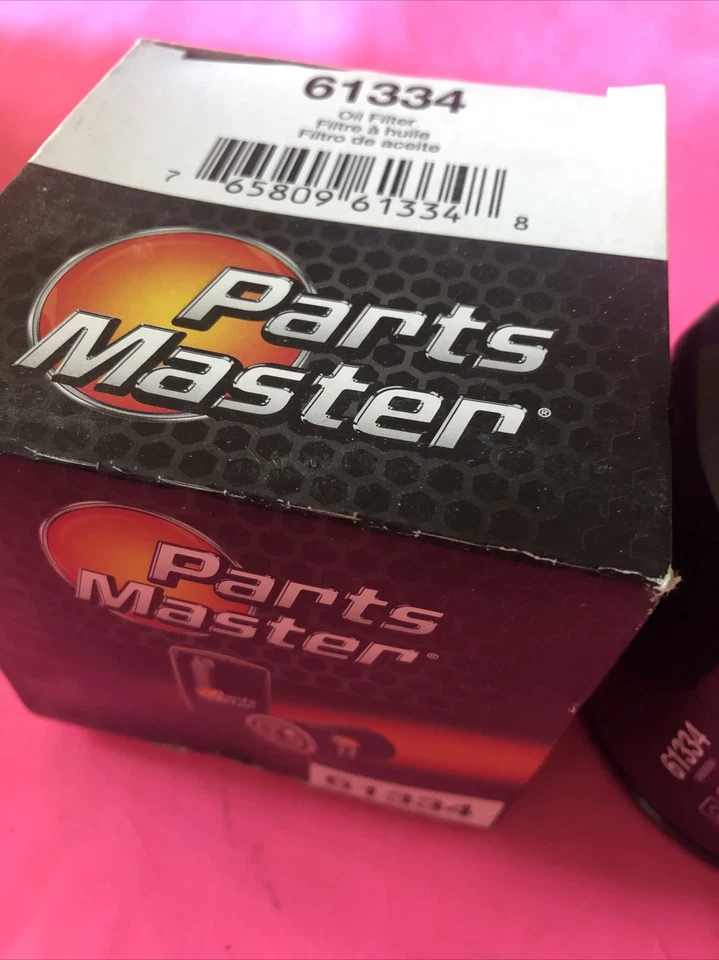 61334
Oil Filter
Filtre à huile
Filtro de aceite
7 65809 61334 8
Parts
Master®
Parts
Master®
61334
61334